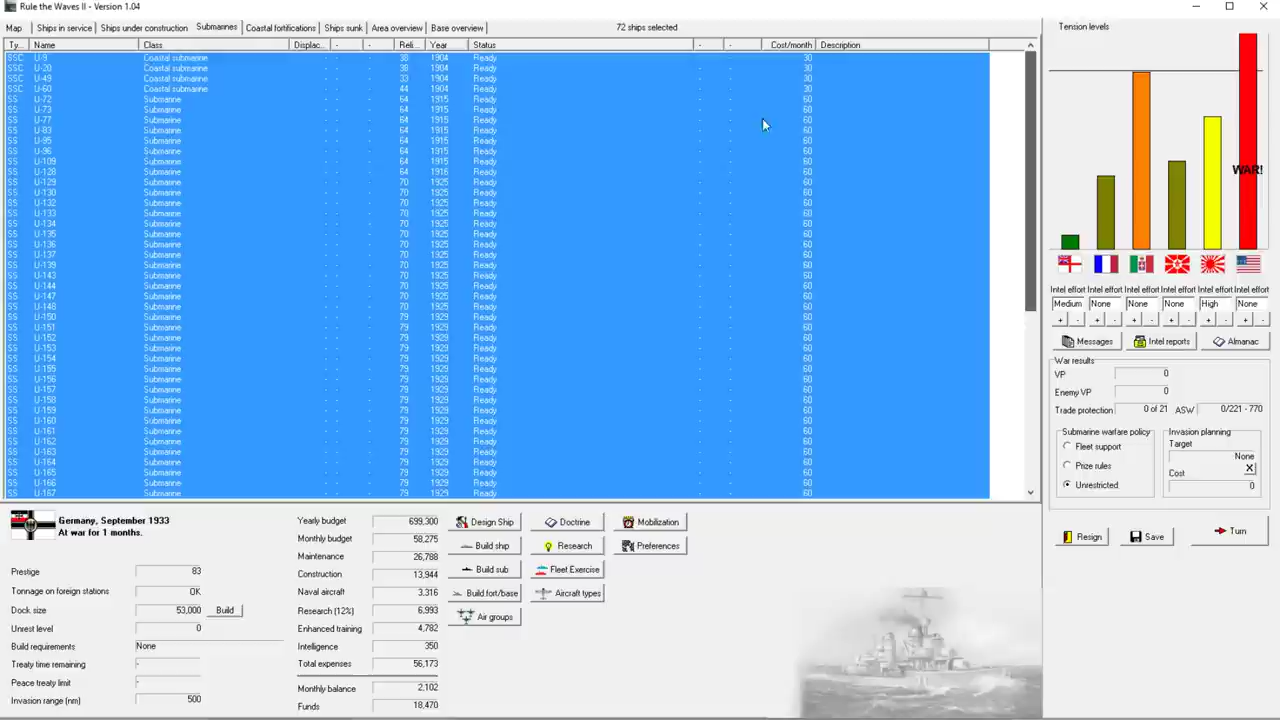 Rule the Waves II - Version 1.04
Map Ships in service Ships under construction Submarines Coastal fortifications Ships sunk Area overview Base overview 72 ships selected
Ty... Name Class Displac... - - Reli... Year Status - - Cost/month Description
SSC U-9 Coastal submarine - - - 38 1904 Ready - - 30
SSC U-20 Coastal submarine - - - 38 1904 Ready - - 30
SSC U-49 Coastal submarine - - - 33 1904 Ready - - 30
SSC U-60 Coastal submarine - - - 44 1904 Ready - - 30
SS U-72 Submarine - - - 64 1915 Ready - - 60
SS U-73 Submarine - - - 64 1915 Ready - - 60
SS U-77 Submarine - - - 64 1915 Ready - - 60
SS U-83 Submarine - - - 64 1915 Ready - - 60
SS U-95 Submarine - - - 64 1915 Ready - - 60
SS U-96 Submarine - - - 64 1915 Ready - - 60
SS U-109 Submarine - - - 64 1915 Ready - - 60
SS U-128 Submarine - - - 64 1916 Ready - - 60
SS U-129 Submarine - - - 70 1925 Ready - - 60
SS U-130 Submarine - - - 70 1925 Ready - - 60
SS U-132 Submarine - - - 70 1925 Ready - - 60
SS U-133 Submarine - - - 70 1925 Ready - - 60
SS U-134 Submarine - - - 70 1925 Ready - - 60
SS U-135 Submarine - - - 70 1925 Ready - - 60
SS U-136 Submarine - - - 70 1925 Ready - - 60
SS U-137 Submarine - - - 70 1925 Ready - - 60
SS U-139 Submarine - - - 70 1925 Ready - - 60
SS U-143 Submarine - - - 70 1925 Ready - - 60
SS U-144 Submarine - - - 70 1925 Ready - - 60
SS U-147 Submarine - - - 70 1925 Ready - - 60
SS U-148 Submarine - - - 70 1925 Ready - - 60
SS U-150 Submarine - - - 79 1929 Ready - - 60
SS U-151 Submarine - - - 79 1929 Ready - - 60
SS U-152 Submarine - - - 79 1929 Ready - - 60
SS U-153 Submarine - - - 79 1929 Ready - - 60
SS U-154 Submarine - - - 79 1929 Ready - - 60
SS U-155 Submarine - - - 79 1929 Ready - - 60
SS U-156 Submarine - - - 79 1929 Ready - - 60
SS U-157 Submarine - - - 79 1929 Ready - - 60
SS U-158 Submarine - - - 79 1929 Ready - - 60
SS U-159 Submarine - - - 79 1929 Ready - - 60
SS U-160 Submarine - - - 79 1929 Ready - - 60
SS U-161 Submarine - - - 79 1929 Ready - - 60
SS U-162 Submarine - - - 79 1929 Ready - - 60
SS U-163 Submarine - - - 79 1929 Ready - - 60
SS U-164 Submarine - - - 79 1929 Ready - - 60
SS U-165 Submarine - - - 79 1929 Ready - - 60
SS U-166 Submarine - - - 79 1929 Ready - - 60
SS U-167 Submarine - - - 79 1929 Ready - - 60
Tension levels
WAR!
Intel effort Intel effort Intel effort Intel effort Intel effort Intel effort
Medium None None None High None
+ - + - + - + - + - + -
Messages Intel reports Almanac
War results
VP 0
Enemy VP 0
Trade protection 0 of 21 ASW 0/221 - 770
Submarine warfare policy
Fleet support
Prize rules
Unrestricted
Invasion planning
Target
None
Cost X
0
Resign Save Turn
Germany, September 1933
At war for 1 months.
Prestige 83
Tonnage on foreign stations OK
Dock size 53,000 Build
Unrest level 0
Build requirements None
Treaty time remaining -
Peace treaty limit -
Invasion range (nm) 500
Yearly budget 699,300
Monthly budget 58,275
Maintenance 26,788
Construction 13,944
Naval aircraft 3,316
Research (12%) 6,993
Enhanced training 4,782
Intelligence 350
Total expenses 56,173
Monthly balance 2,102
Funds 18,470
Design Ship Doctrine Mobilization
Build ship Research Preferences
Build sub Fleet Exercise
Build fort/base Aircraft types
Air groups